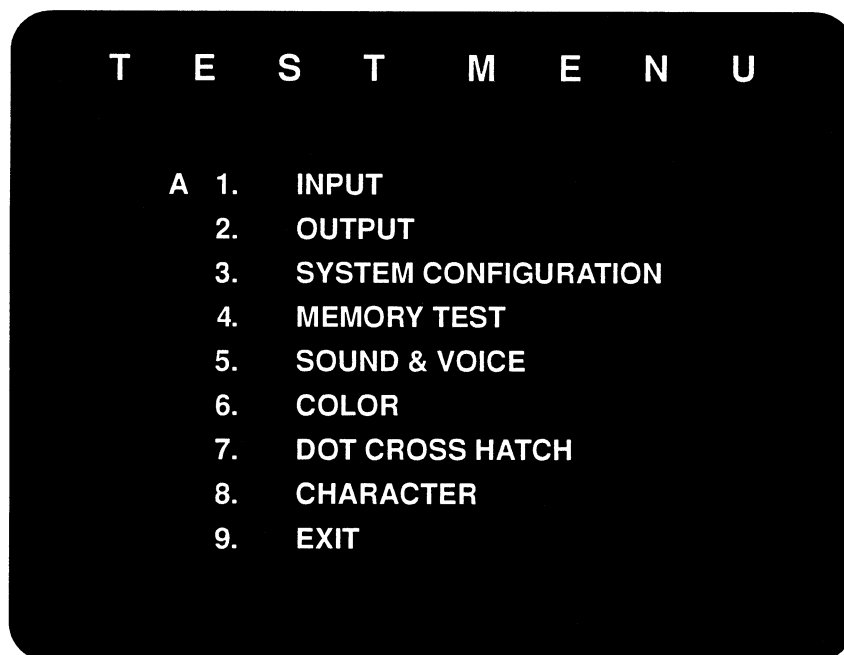 T E S T M E N U
A 1. INPUT
2. OUTPUT
3. SYSTEM CONFIGURATION
4. MEMORY TEST
5. SOUND & VOICE
6. COLOR
7. DOT CROSS HATCH
8. CHARACTER
9. EXIT